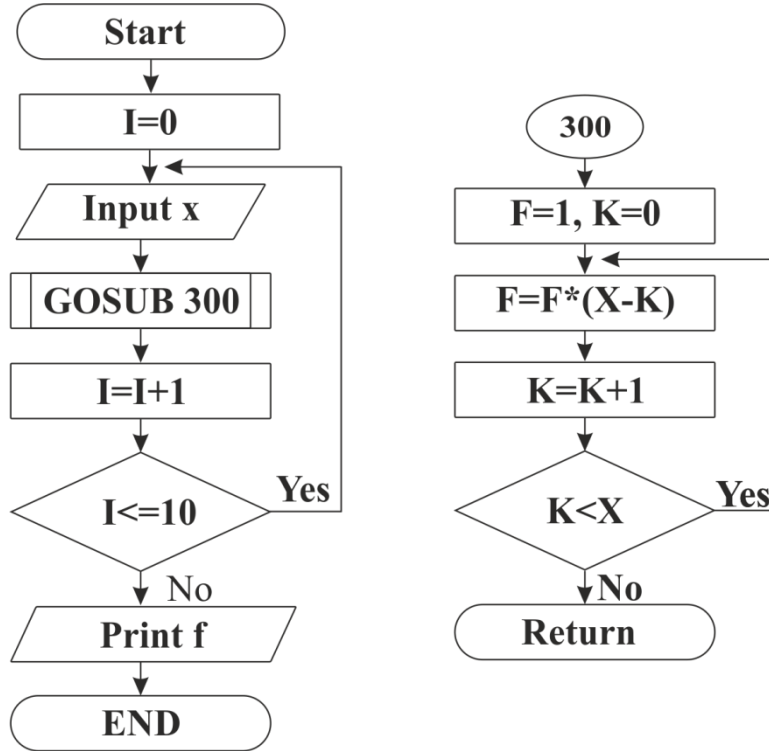 Start
I=0
Input x
GOSUB 300
I=I+1
I<=10
Yes
No
Print f
END
300
F=1, K=0
F=F*(X-K)
K=K+1
K<X
Yes
No
Return